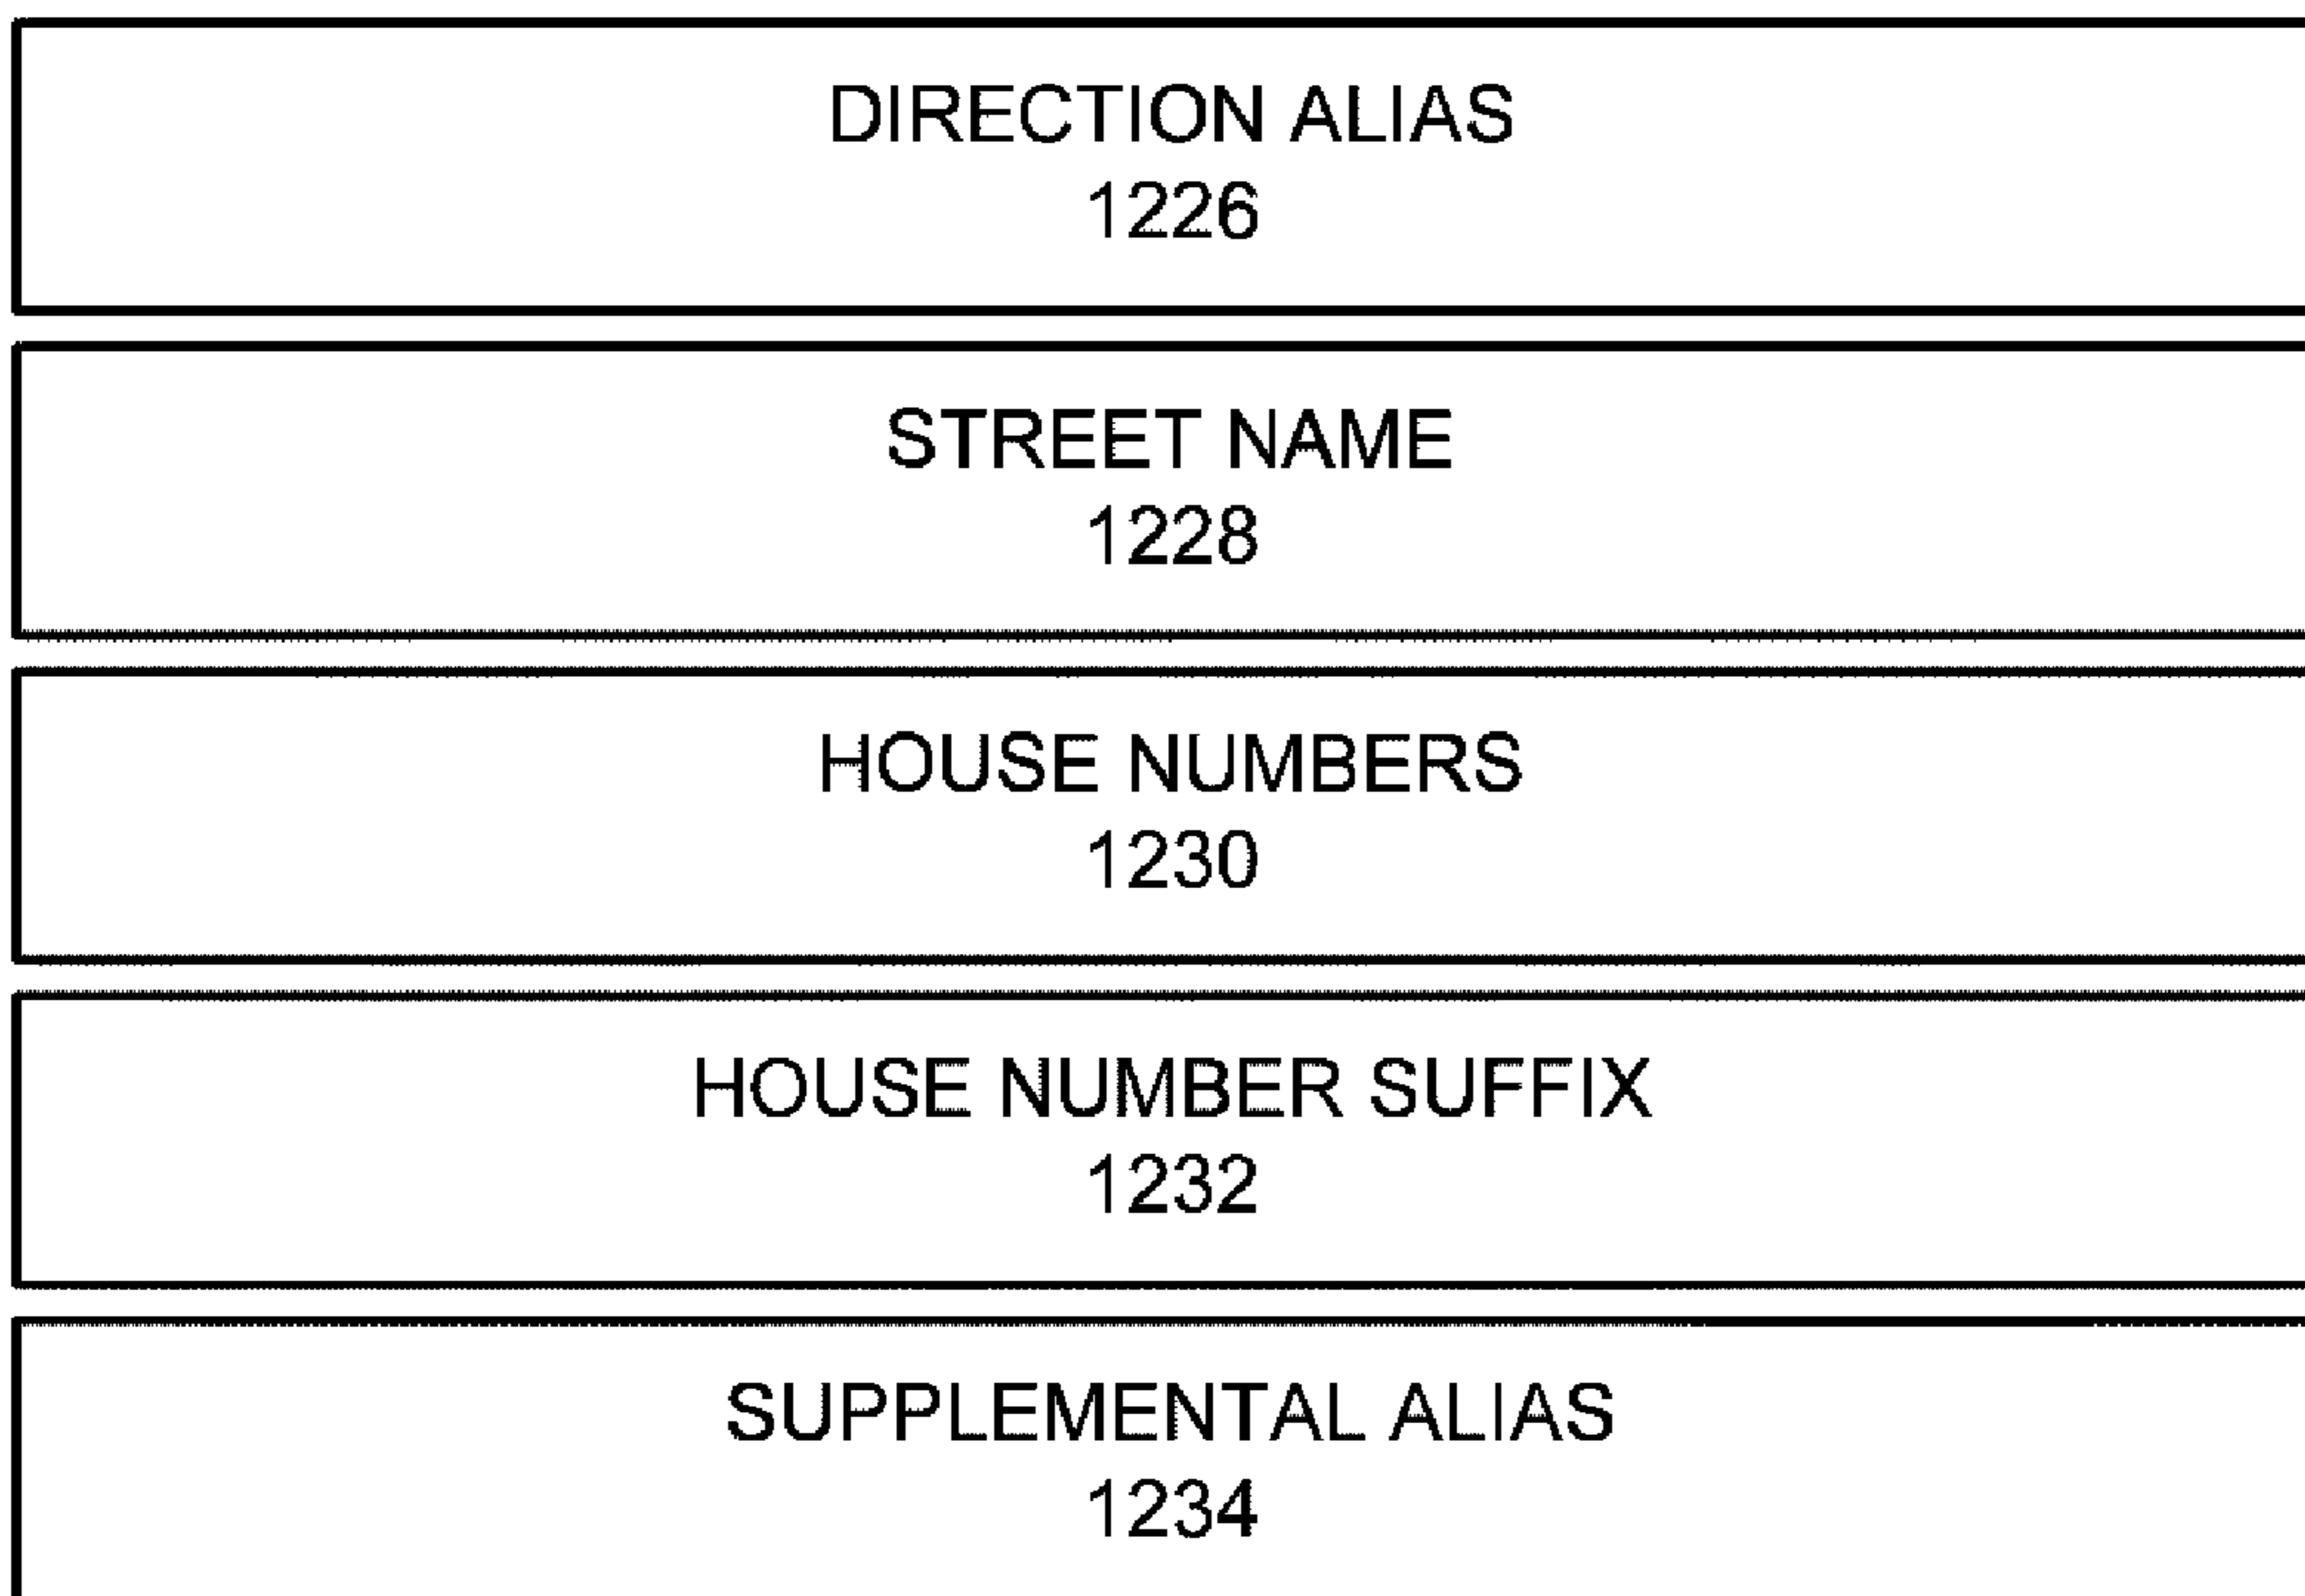 DIRECTION ALIAS
1226
STREET NAME
1228
HOUSE NUMBERS
1230
HOUSE NUMBER SUFFIX
1232
SUPPLEMENTAL ALIAS
1234